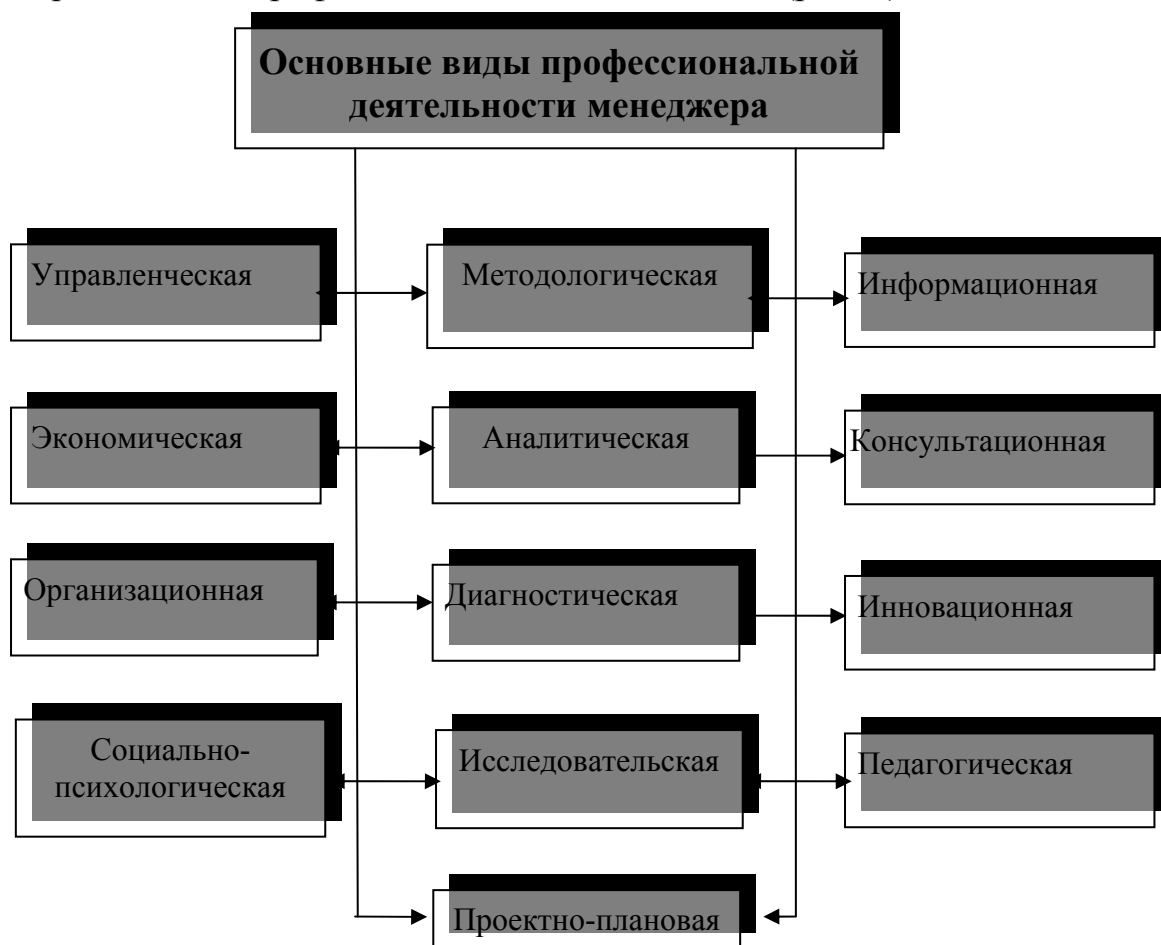 Основные виды профессиональной
деятельности менеджера
Управленческая
Методологическая
Информационная
Экономическая
Аналитическая
Консультационная
Организационная
Диагностическая
Инновационная
Социально-
психологическая
Исследовательская
Педагогическая
Проектно-плановая